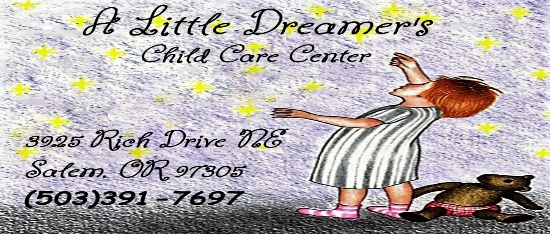 A Little Dreamer's
Child Care Center
3925 Rich Drive NE
Salem, OR 97305
(503)391-7697